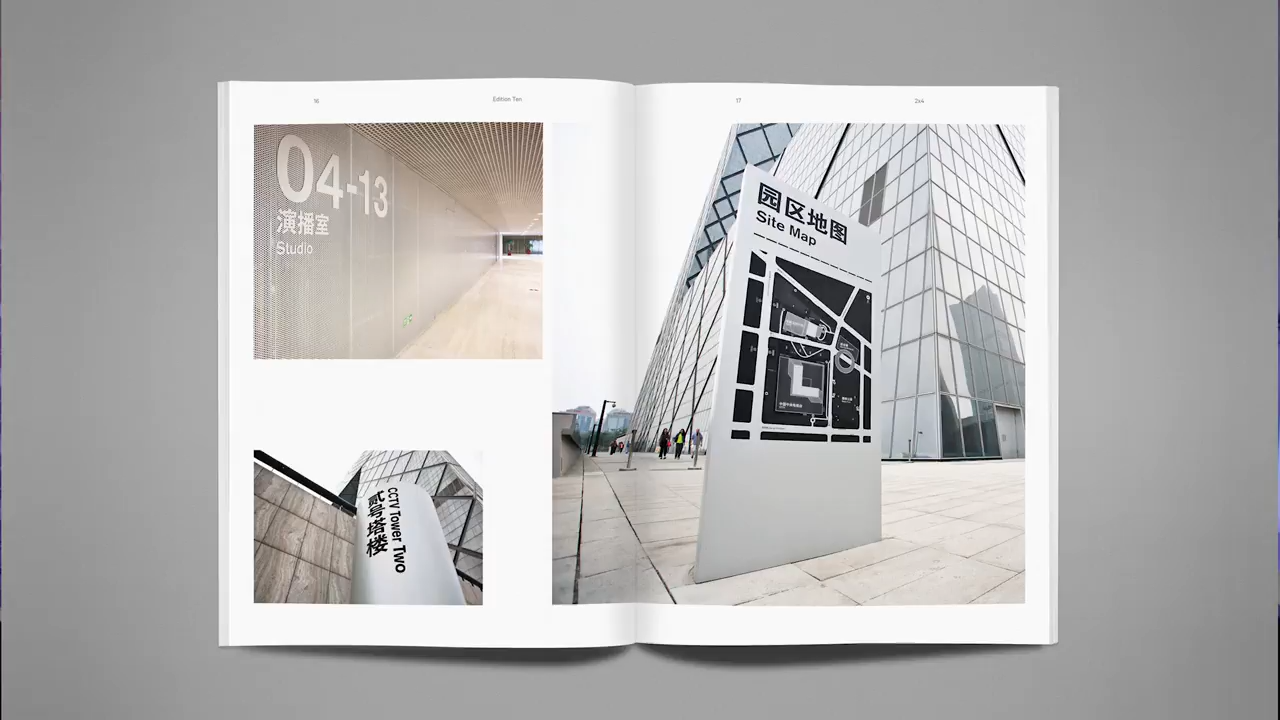 16
Edition Ten
17
2x4
04-13
演播室
Studio
CCTV Tower Two
贰号塔楼
园区地图
Site Map